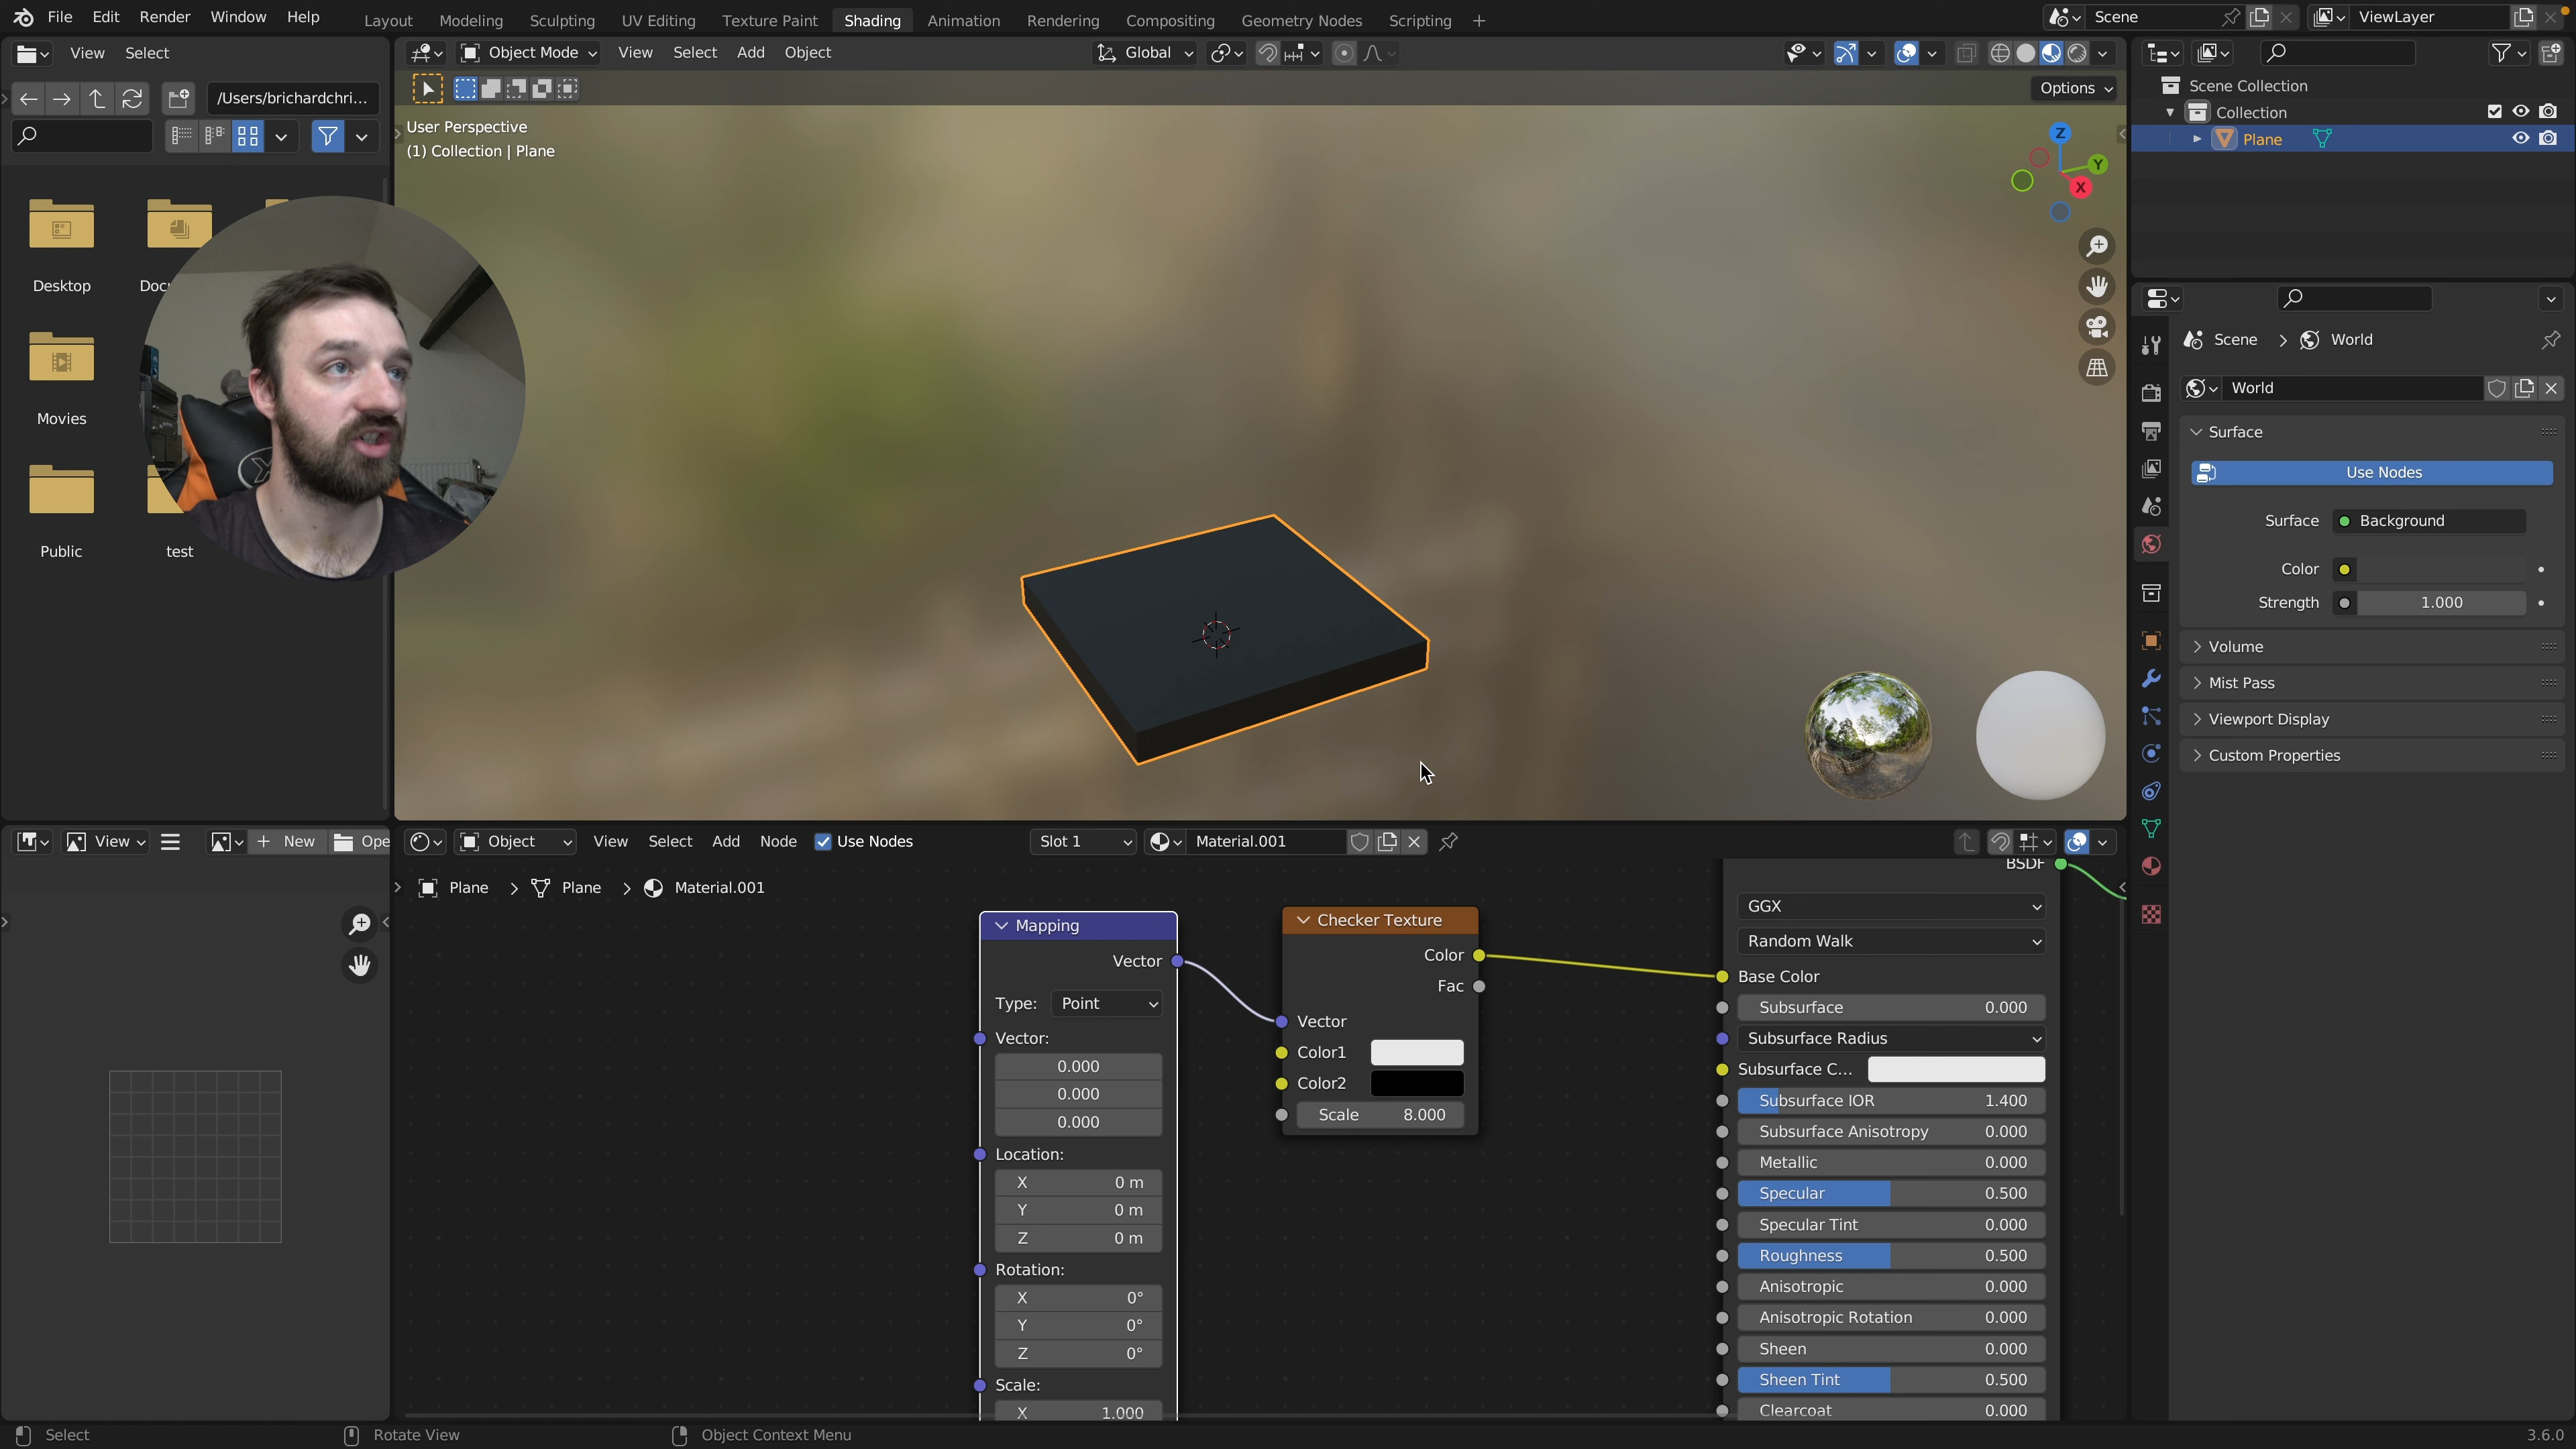 File Edit Render Window Help
Layout Modeling Sculpting UV Editing Texture Paint Shading Animation Rendering Compositing Geometry Nodes Scripting +
Scene
ViewLayer
View Select
/Users/brichardchri...
Desktop
Movies
Public
test
Object Mode View Select Add Object
Global
Options
User Perspective
(1) Collection | Plane
Z
Y
X
Scene Collection
Collection
Plane
Scene > World
World
Surface
Use Nodes
Surface Background
Color
Strength 1.000
Volume
Mist Pass
Viewport Display
Custom Properties
View
+ New
Ope
Object View Select Add Node Use Nodes
Slot 1
Material.001
Plane > Plane > Material.001
Mapping
Vector
Type: Point
Vector:
0.000
0.000
0.000
Location:
X 0 m
Y 0 m
Z 0 m
Rotation:
X 0°
Y 0°
Z 0°
Scale:
X 1.000
Checker Texture
Color
Fac
Vector
Color1
Color2
Scale 8.000
BSDF
GGX
Random Walk
Base Color
Subsurface 0.000
Subsurface Radius
Subsurface C...
Subsurface IOR 1.400
Subsurface Anisotropy 0.000
Metallic 0.000
Specular 0.500
Specular Tint 0.000
Roughness 0.500
Anisotropic 0.000
Anisotropic Rotation 0.000
Sheen 0.000
Sheen Tint 0.500
Clearcoat 0.000
Select
Rotate View
Object Context Menu
3.6.0